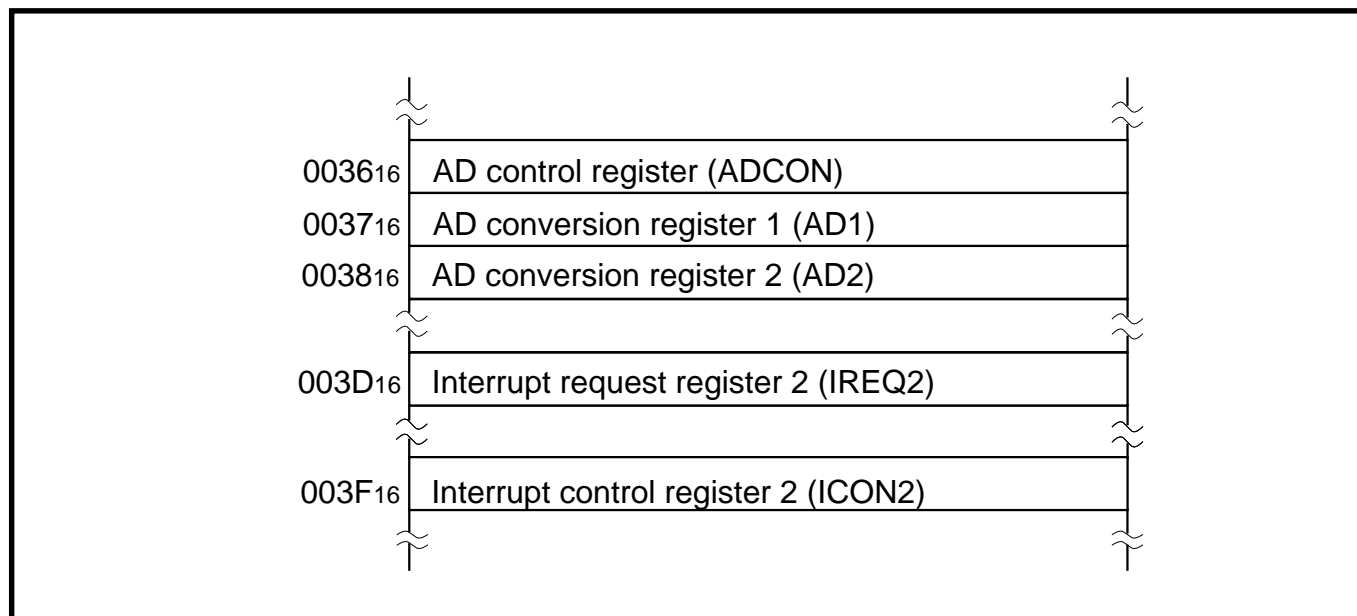 0036₁₆ AD control register (ADCON)
0037₁₆ AD conversion register 1 (AD1)
0038₁₆ AD conversion register 2 (AD2)
003D₁₆ Interrupt request register 2 (IREQ2)
003F₁₆ Interrupt control register 2 (ICON2)